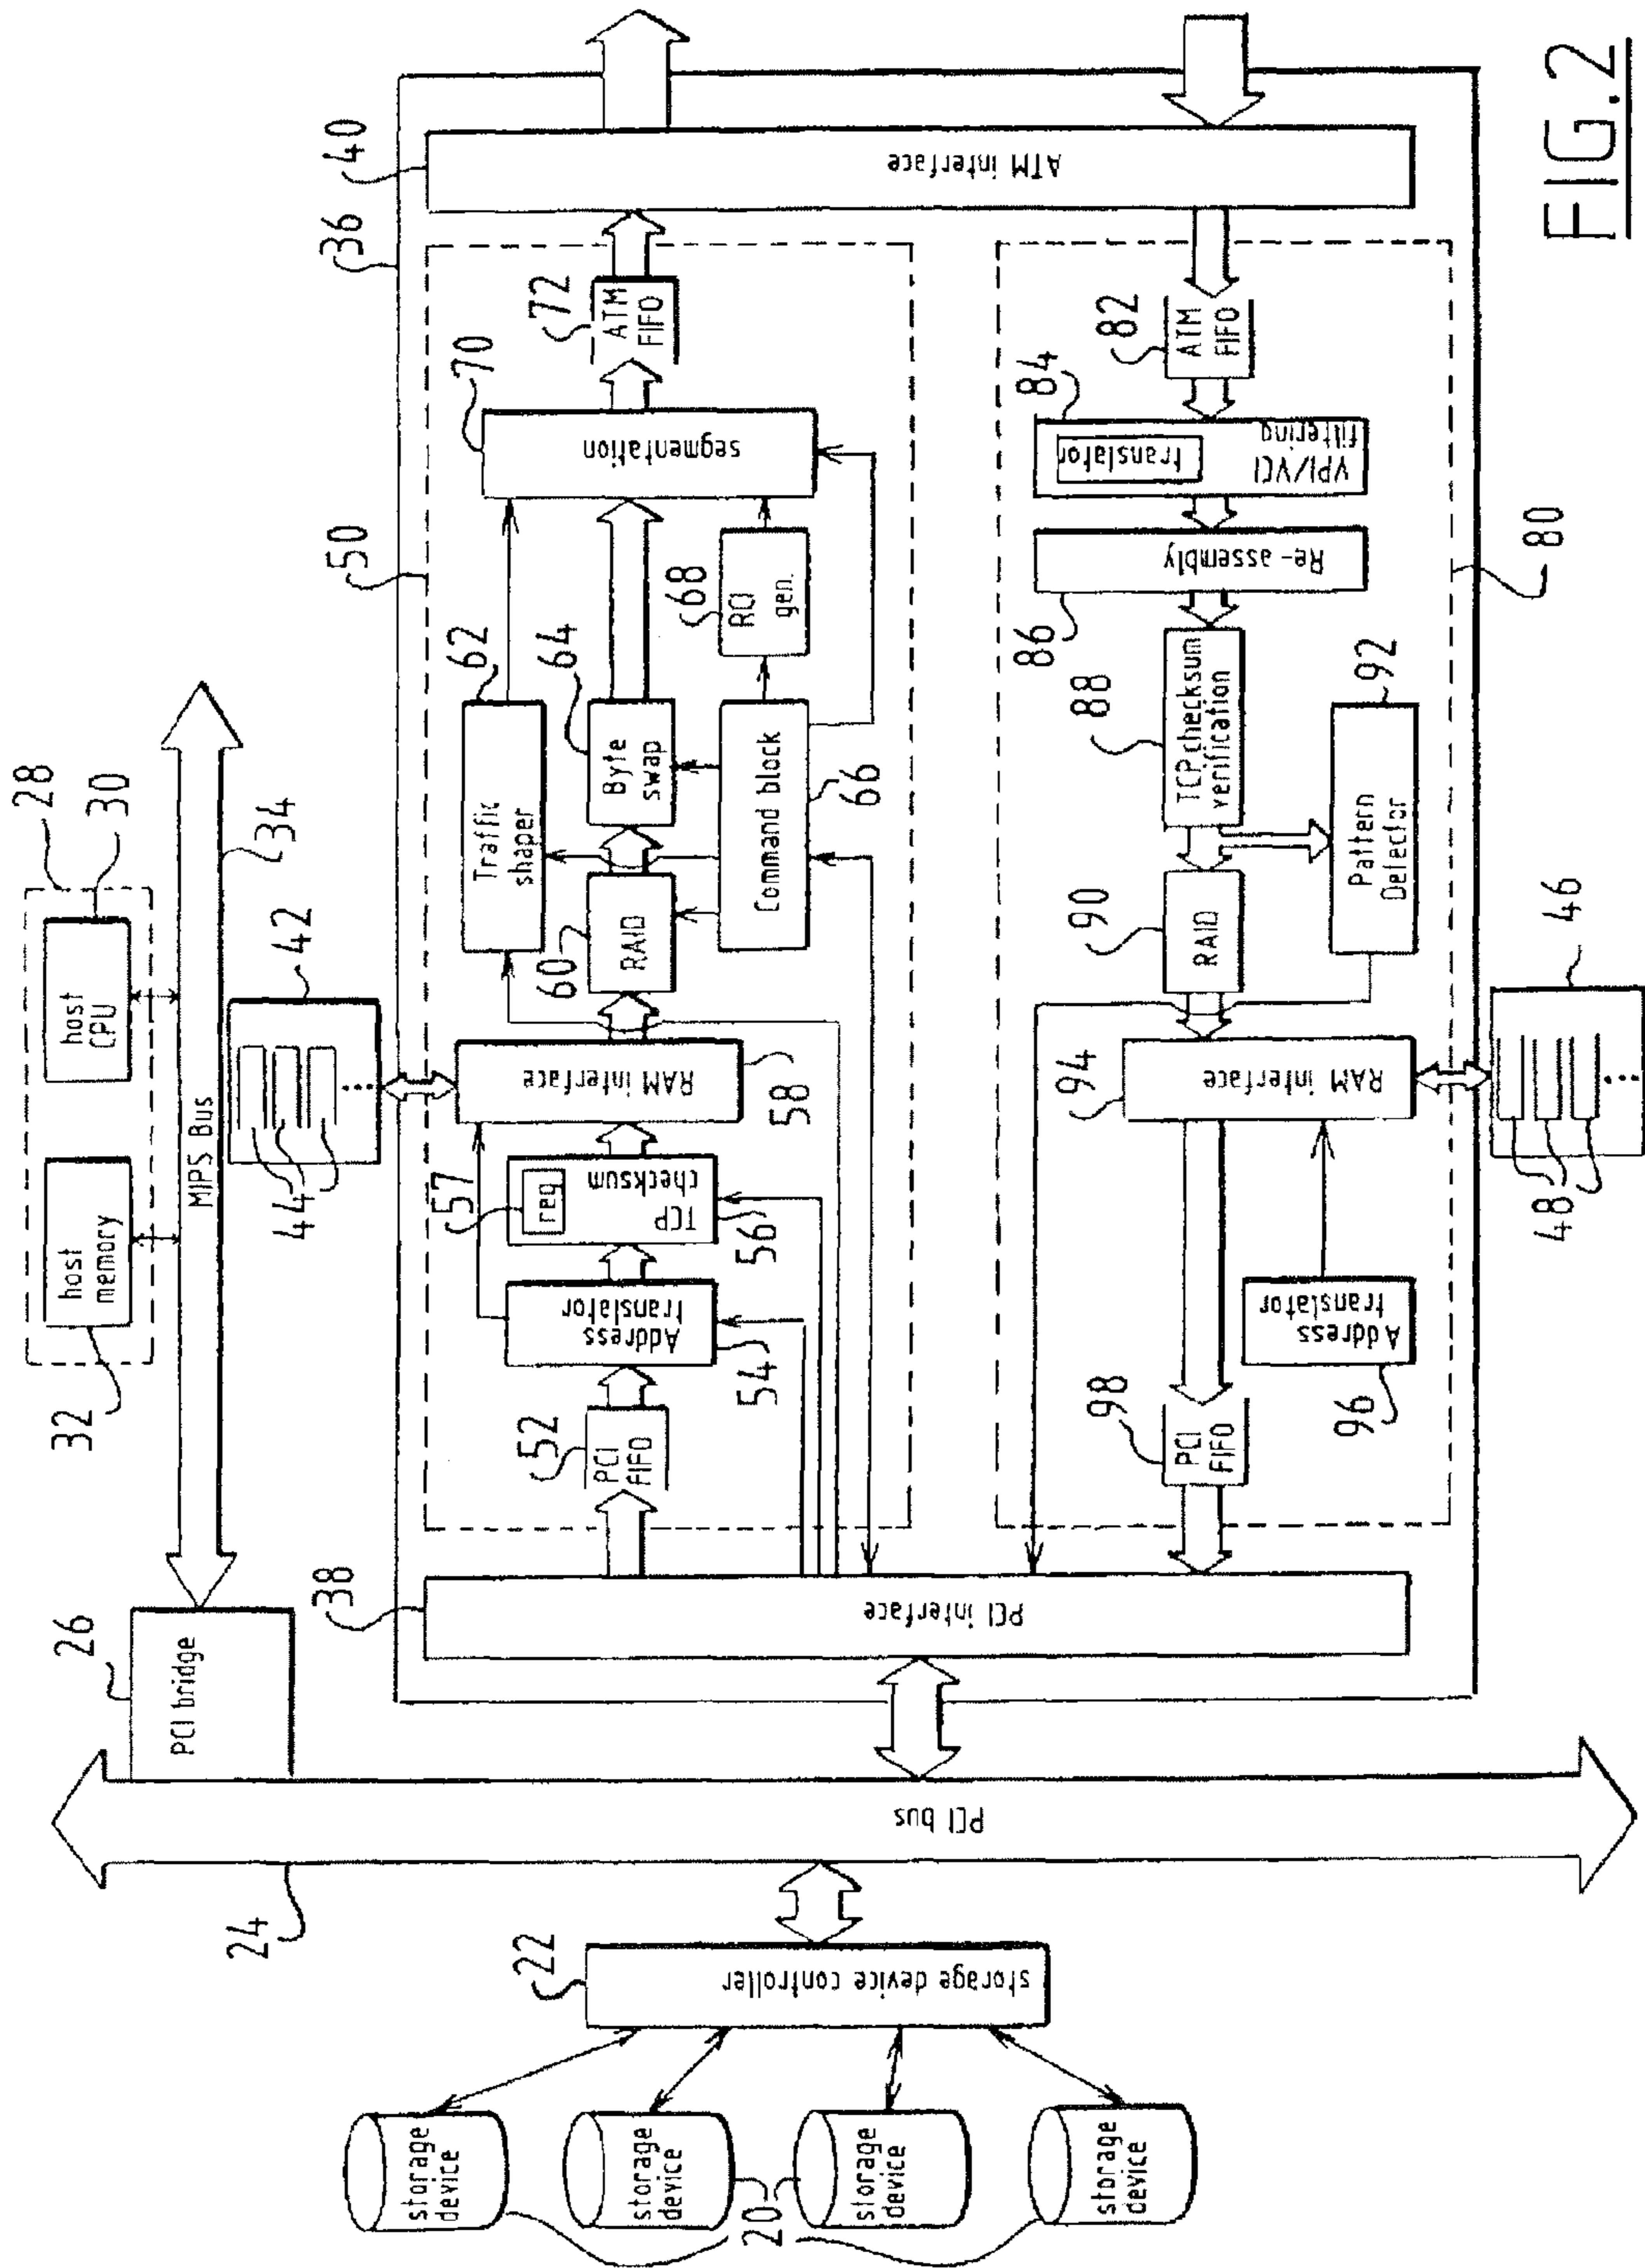 storage
device
storage
device
storage
device
storage
device
20
22
storage device controller
24
PCI bus
26
PCI bridge
28
host
memory
32
host
CPU
30
MIPS Bus
34
36
38
PCI interface
42
44
50
52
PCI
FIFO
54
Address
translator
57
reg
TCP
checksum
56
RAM interface
58
60
RAID
62
Traffic
shaper
64
Byte
swap
Command block
66
68
RCI
gen.
70
segmentation
72
ATM
FIFO
40
ATM interface
80
82
ATM
FIFO
84
translator
VPI/VCI
filtering
Re-assembly
86
88
TCP checksum
verification
90
RAID
92
Pattern
Detector
94
RAM interface
46
48
Address
translator
96
98
PCI
FIFO
FIG.2